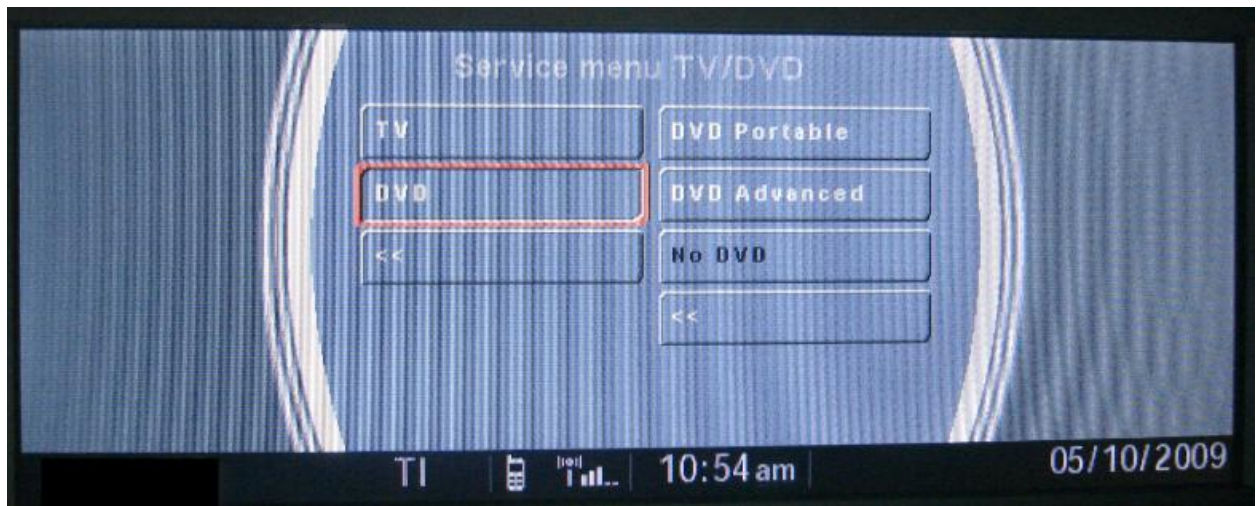 Service menu TV/DVD
TV
DVD
<<
DVD Portable
DVD Advanced
No DVD
<<
TI 10:54 am 05/10/2009